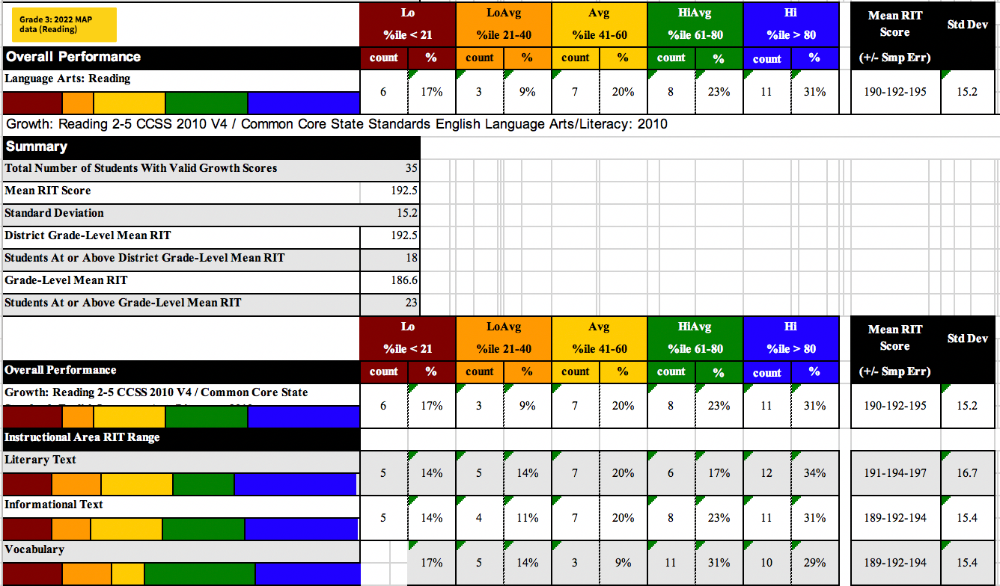 Grade 3: 2022 MAP
data (Reading)
Lo LoAvg Avg HiAvg Hi Mean RIT Score Std Dev
%ile < 21 %ile 21-40 %ile 41-60 %ile 61-80 %ile > 80
Overall Performance count % count % count % count % count % (+/- Smp Err)
Language Arts: Reading
6 17% 3 9% 7 20% 8 23% 11 31% 190-192-195 15.2
Growth: Reading 2-5 CCSS 2010 V4 / Common Core State Standards English Language Arts/Literacy: 2010
Summary
Total Number of Students With Valid Growth Scores 35
Mean RIT Score 192.5
Standard Deviation 15.2
District Grade-Level Mean RIT 192.5
Students At or Above District Grade-Level Mean RIT 18
Grade-Level Mean RIT 186.6
Students At or Above Grade-Level Mean RIT 23
Lo LoAvg Avg HiAvg Hi Mean RIT Score Std Dev
%ile < 21 %ile 21-40 %ile 41-60 %ile 61-80 %ile > 80
Overall Performance count % count % count % count % count % (+/- Smp Err)
Growth: Reading 2-5 CCSS 2010 V4 / Common Core State
6 17% 3 9% 7 20% 8 23% 11 31% 190-192-195 15.2
Instructional Area RIT Range
Literary Text
5 14% 5 14% 7 20% 6 17% 12 34% 191-194-197 16.7
Informational Text
5 14% 4 11% 7 20% 8 23% 11 31% 189-192-194 15.4
Vocabulary
17% 5 14% 3 9% 11 31% 10 29% 189-192-194 15.4